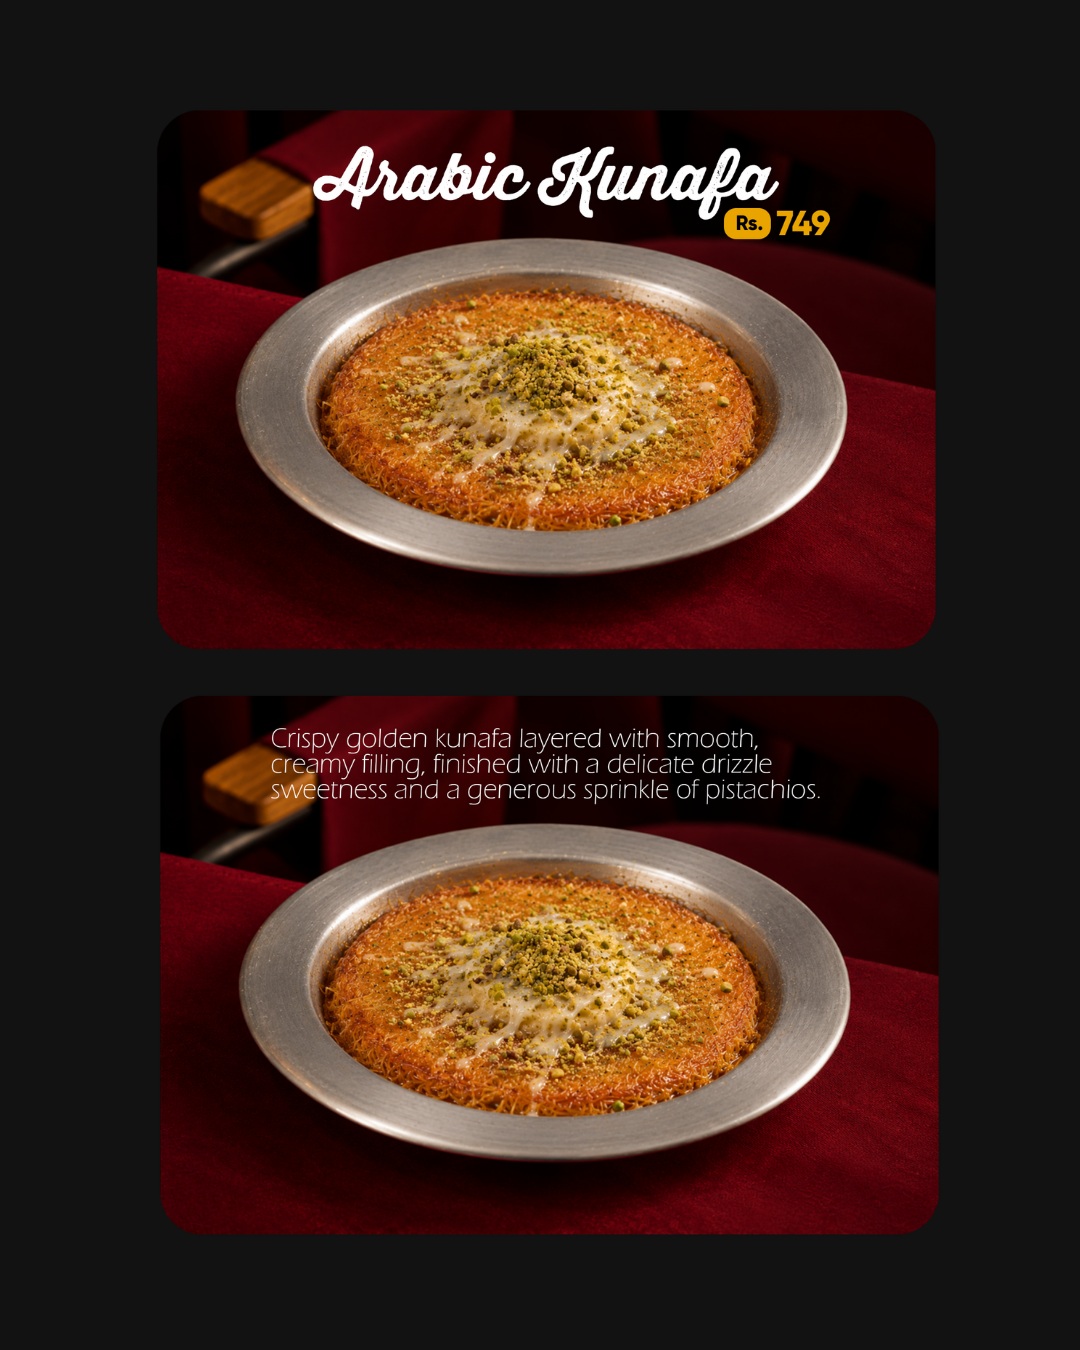 Arabic Kunafa
Rs. 749
Crispy golden kunafa layered with smooth,
creamy filling, finished with a delicate drizzle
sweetness and a generous sprinkle of pistachios.